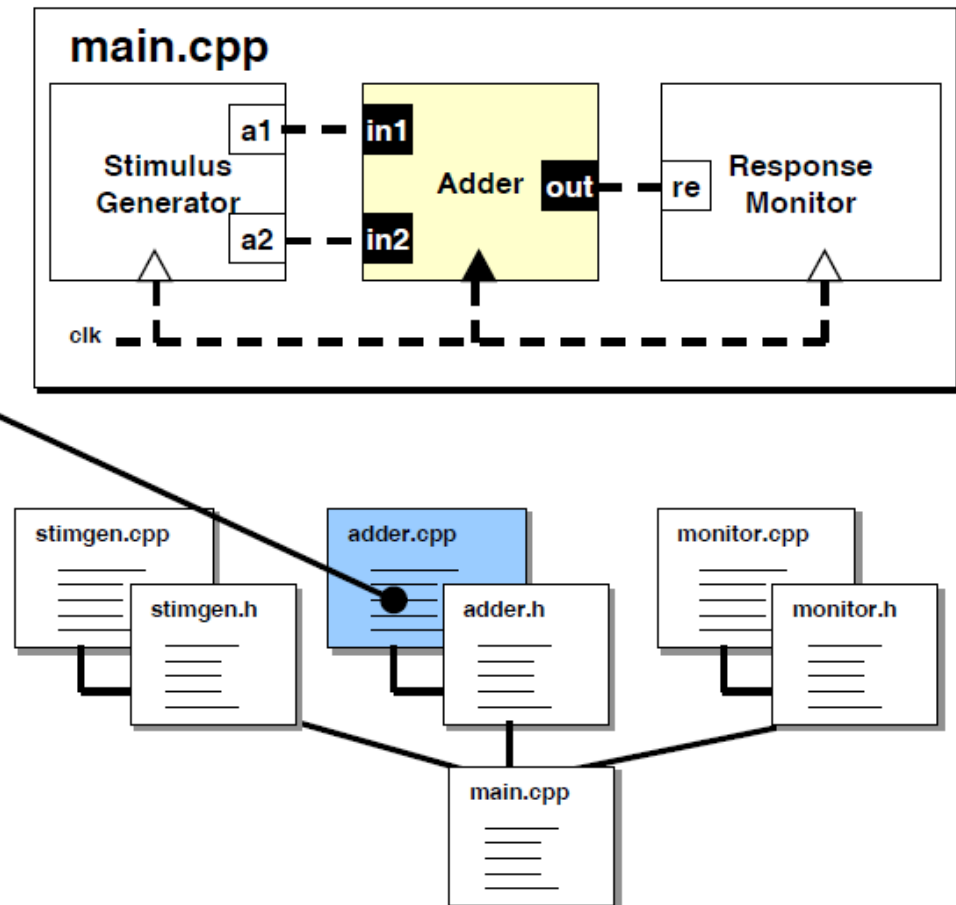 main.cpp
a1
in1
Stimulus
Generator
Adder
out
re
Response
Monitor
a2
in2
clk
stimgen.cpp
adder.cpp
monitor.cpp
stimgen.h
adder.h
monitor.h
main.cpp